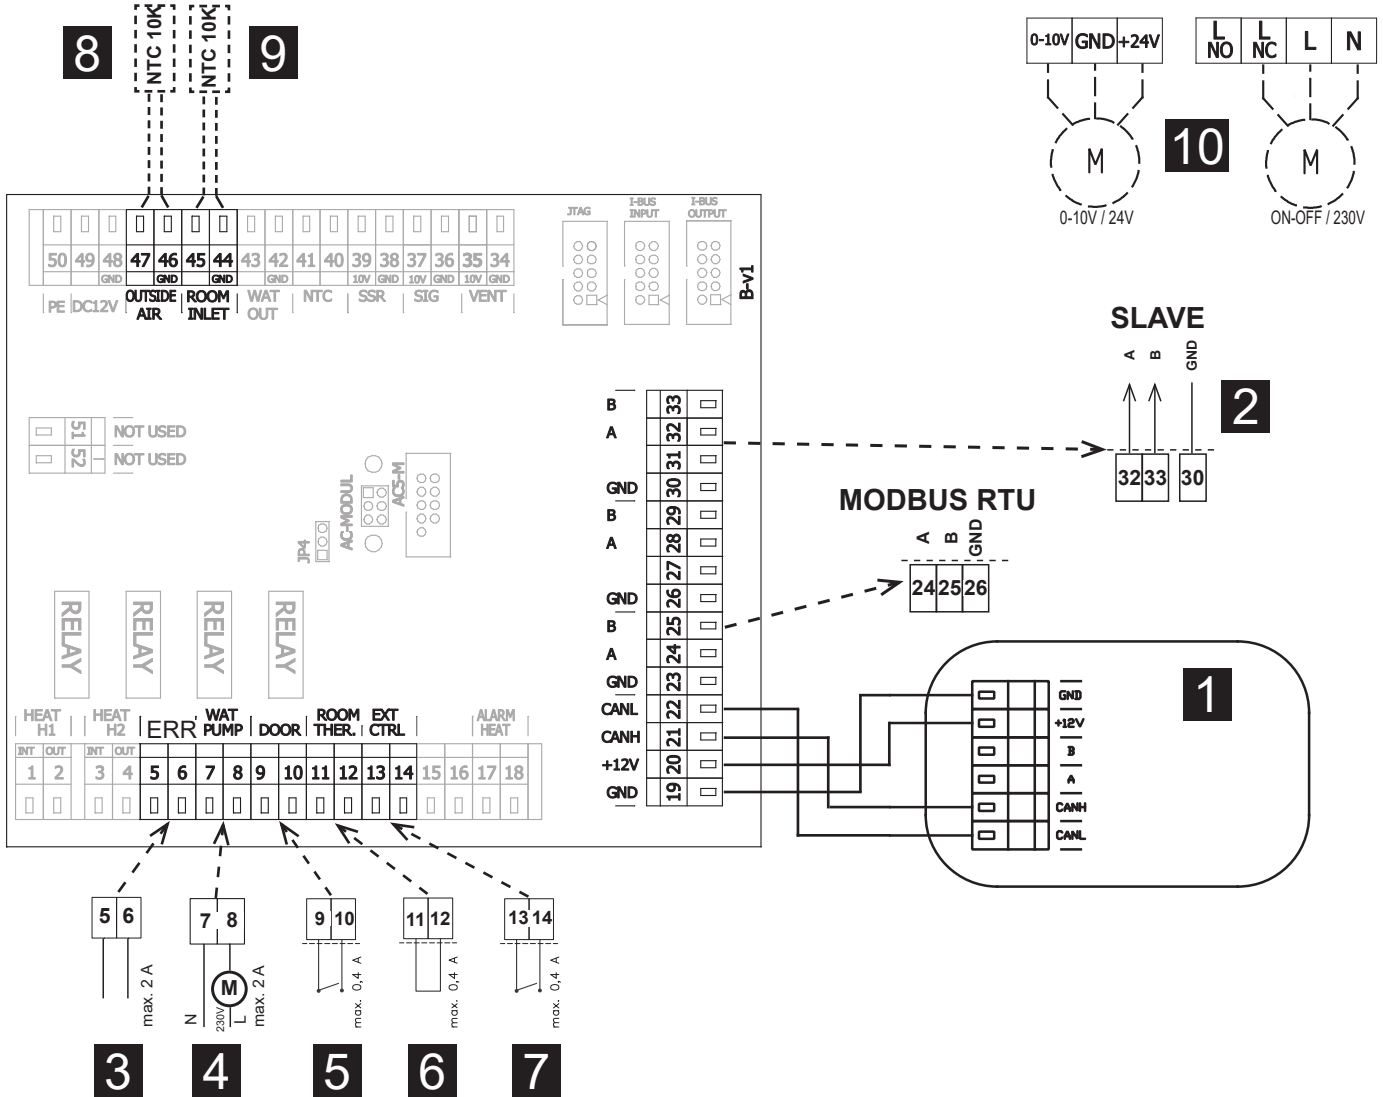 8
NTC 10K
NTC 10K
9
0-10V GND +24V
L NO
L NC
L
N
M
10
M
0-10V / 24V
ON-OFF / 230V
JTAG
I-BUS INPUT
I-BUS OUTPUT
B-v1
50 49 48 47 46 45 44 43 42 41 40 39 38 37 36 35 34
GND GND GND GND 10V GND 10V GND 10V GND
PE DC12V OUTSIDE AIR ROOM INLET WAT OUT NTC SSR SIG VENT
SLAVE
A B GND
2
32 33 30
51 NOT USED
52 NOT USED
JP4
AC-MODUL
AC5-M
B 33
A 32
31
GND 30
B 29
A 28
27
GND 26
B 25
A 24
GND 23
CANL 22
CANH 21
+12V 20
GND 19
MODBUS RTU
A B GND
24 25 26
1
GND
+12V
B
A
CANH
CANL
RELAY RELAY RELAY RELAY
HEAT H1
HEAT H2
ERR
WAT PUMP
DOOR
ROOM THER.
EXT CTRL
ALARM HEAT
INT OUT INT OUT
1 2 3 4 5 6 7 8 9 10 11 12 13 14 15 16 17 18
5 6
max. 2 A
7 8
M
N
230V
L
max. 2 A
9 10
max. 0,4 A
11 12
max. 0,4 A
13 14
max. 0,4 A
3 4 5 6 7